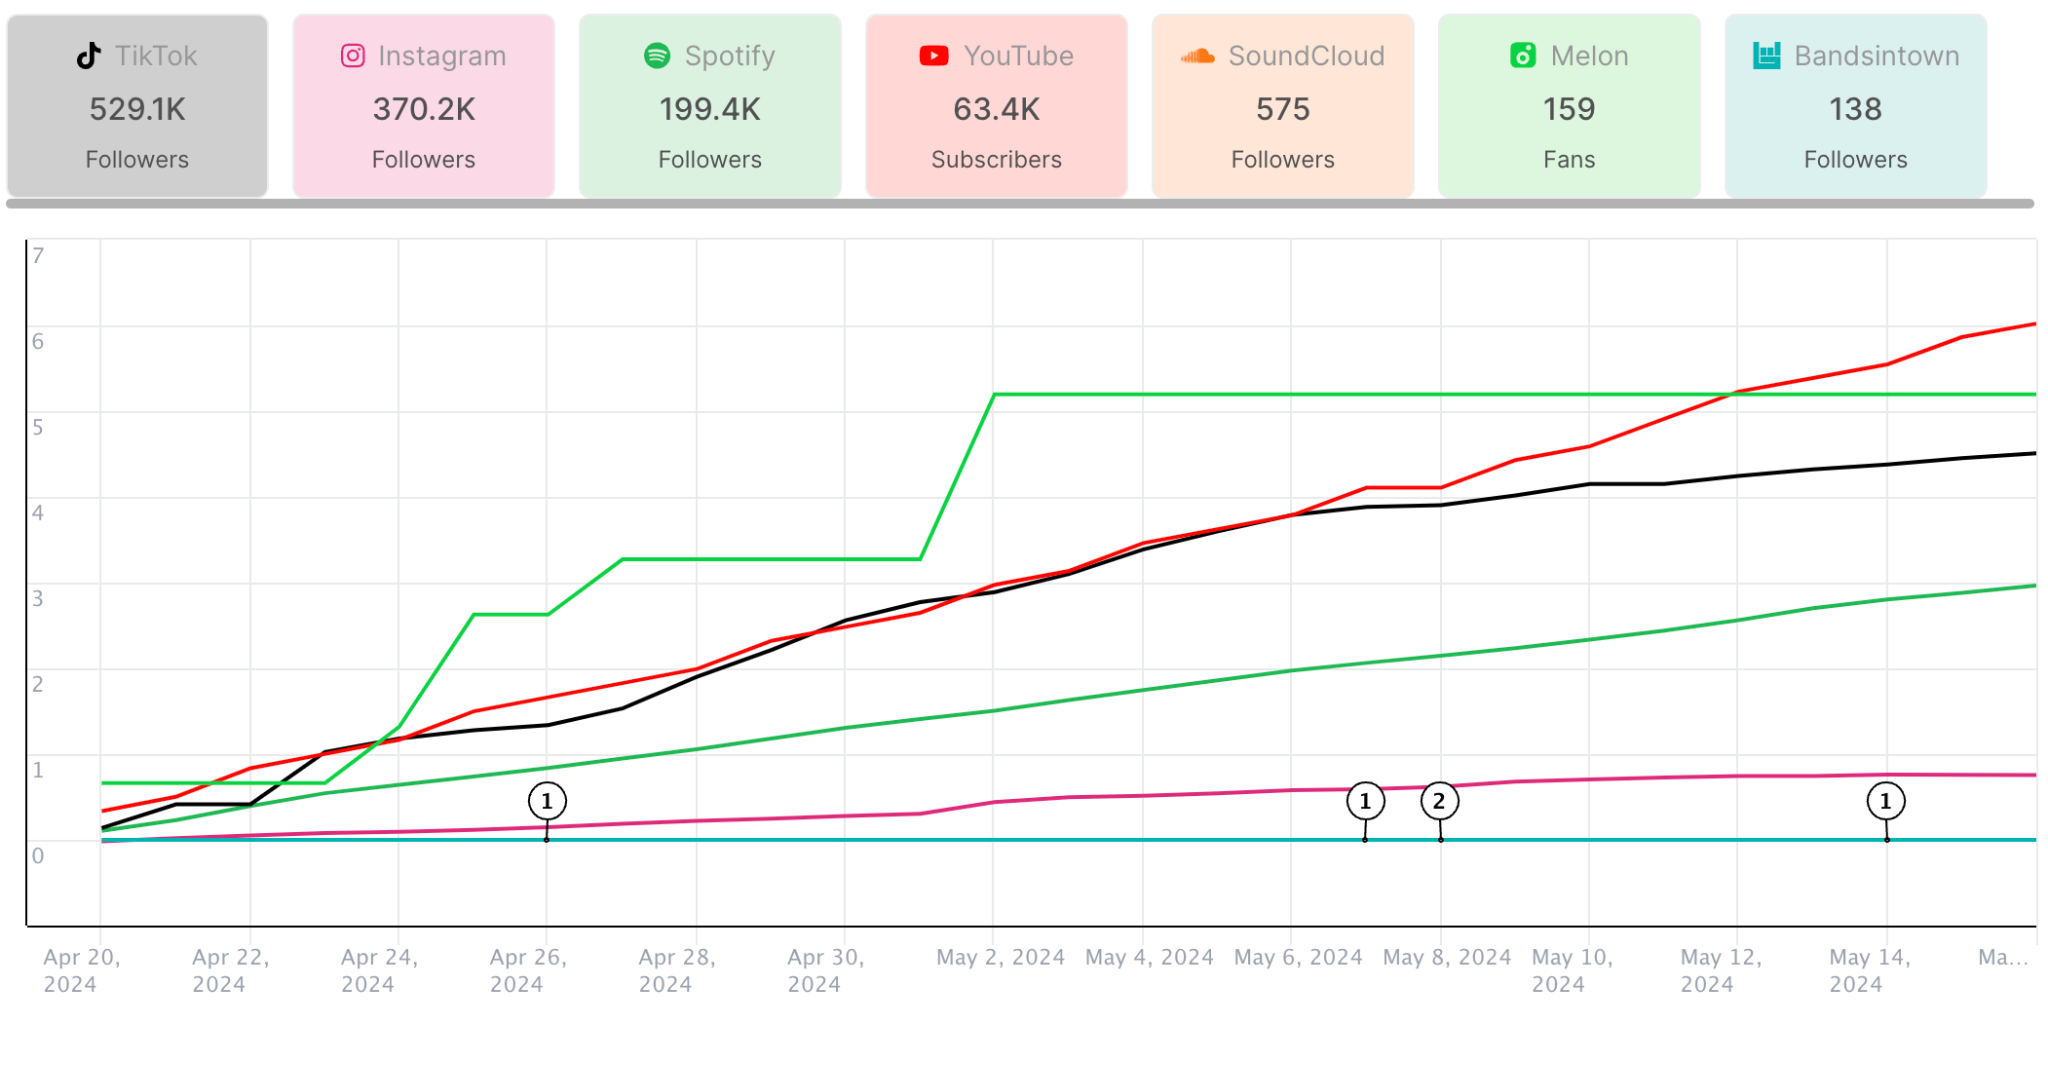 TikTok
529.1K
Followers
Instagram
370.2K
Followers
Spotify
199.4K
Followers
YouTube
63.4K
Subscribers
SoundCloud
575
Followers
Melon
159
Fans
Bandsintown
138
Followers
7
6
5
4
3
2
1
0
1
1
2
1
Apr 20,
2024
Apr 22,
2024
Apr 24,
2024
Apr 26,
2024
Apr 28,
2024
Apr 30,
2024
May 2, 2024
May 4, 2024
May 6, 2024
May 8, 2024
May 10,
2024
May 12,
2024
May 14,
2024
Ma...